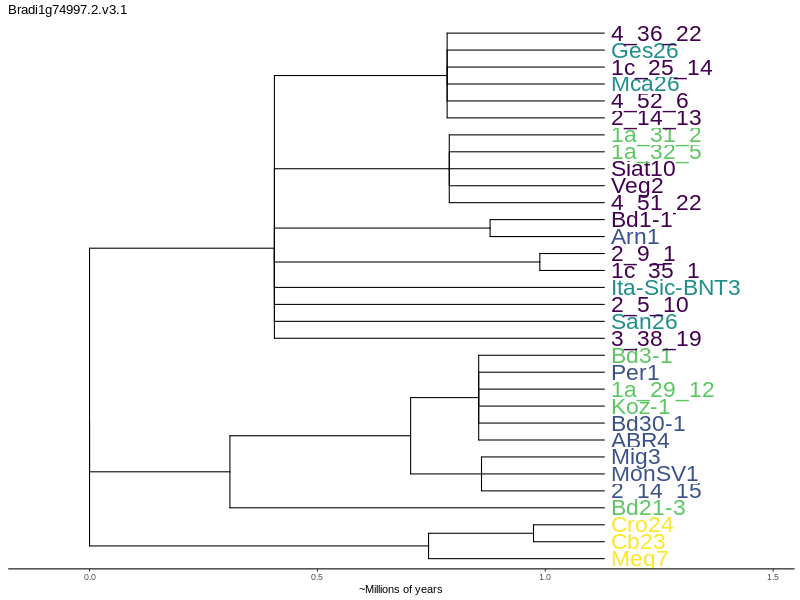 Bradi1g74997.2.v3.1
4_36_22
Ges26
1c_25_14
Mca26
4_52_6
2_14_13
1a_31_2
1a_32_5
Siat10
Veg2
4_51_22
Bd1-1
Arn1
2_9_1
1c_35_1
Ita-Sic-BNT3
2_5_10
San26
3_38_19
Bd3-1
Per1
1a_29_12
Koz-1
Bd30-1
ABR4
Mig3
MonSV1
2_14_15
Bd21-3
Cro24
Cb23
Meq7
0.0 0.5 1.0 1.5
~Millions of years